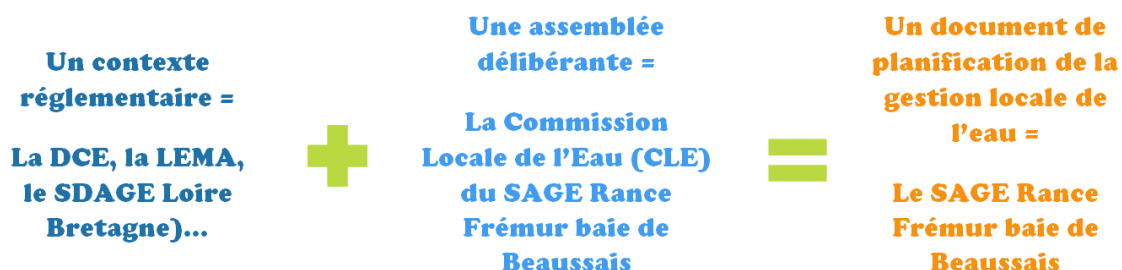 Un contexte
réglementaire =
La DCE, la LEMA,
le SDAGE Loire
Bretagne)...
Une assemblée
délibérante =
La Commission
Locale de l'Eau (CLE)
du SAGE Rance
Frémur baie de
Beaussais
Un document de
planification de la
gestion locale de
l'eau =
Le SAGE Rance
Frémur baie de
Beaussais